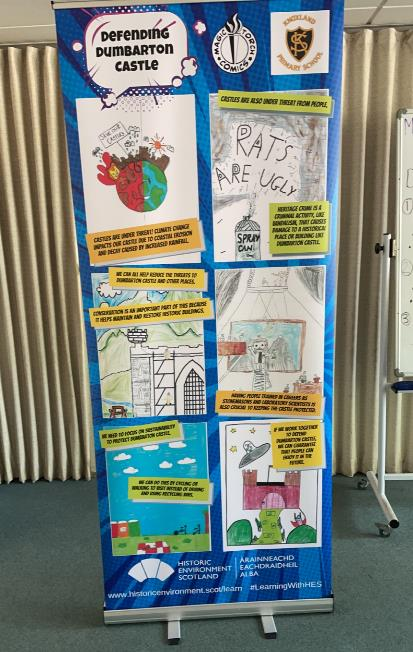 DEFENDING
DUMBARTON
CASTLE
MAGIC TORCH
COMICS
KNOXLAND
PRIMARY SCHOOL
CASTLES ARE ALSO UNDER THREAT FROM PEOPLE.
SAVE OUR
CASTLES
RATS
ARE UGLY
SPRAY
CAN
HERITAGE CRIME IS A
CRIMINAL ACTIVITY, LIKE
VANDALISM, THAT CAUSES
DAMAGE TO A HISTORICAL
PLACE OR BUILDING LIKE
DUMBARTON CASTLE.
CASTLES ARE UNDER THREAT! CLIMATE CHANGE
IMPACTS OUR CASTLE DUE TO COASTAL EROSION
AND DECAY CAUSED BY INCREASED RAINFALL.
WE CAN ALL HELP REDUCE THE THREATS TO
DUMBARTON CASTLE AND OTHER PLACES.
CONSERVATION IS AN IMPORTANT PART OF THIS BECAUSE
IT HELPS MAINTAIN AND RESTORE HISTORIC BUILDINGS.
HAVING PEOPLE TRAINED IN CAREERS AS
STONEMASONS AND LABORATORY SCIENTISTS IS
ALSO CRUCIAL TO KEEPING THE CASTLE PROTECTED.
WE NEED TO FOCUS ON SUSTAINABILITY
TO PROTECT DUMBARTON CASTLE.
WE CAN DO THIS BY CYCLING OR
WALKING TO VISIT INSTEAD OF DRIVING
AND USING RECYCLING BINS.
IF WE WORK TOGETHER
TO DEFEND
DUMBARTON CASTLE,
WE CAN GUARANTEE
THAT PEOPLE CAN
ENJOY IT IN THE
FUTURE.
HISTORIC
ENVIRONMENT
SCOTLAND
ÀRAINNEACHD
EACHDRAIDHEIL
ALBA
www.historicenvironment.scot/learn #LearningWithHES